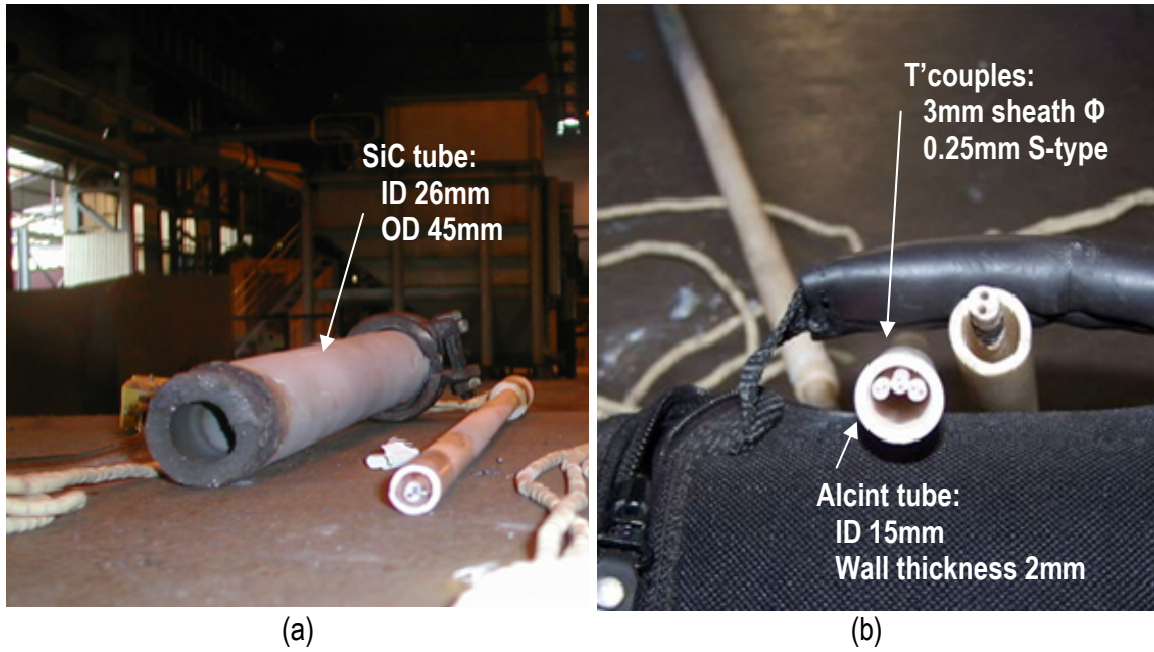 SiC tube:
ID 26mm
OD 45mm
(a)
T'couples:
3mm sheath Φ
0.25mm S-type
Alcint tube:
ID 15mm
Wall thickness 2mm
(b)